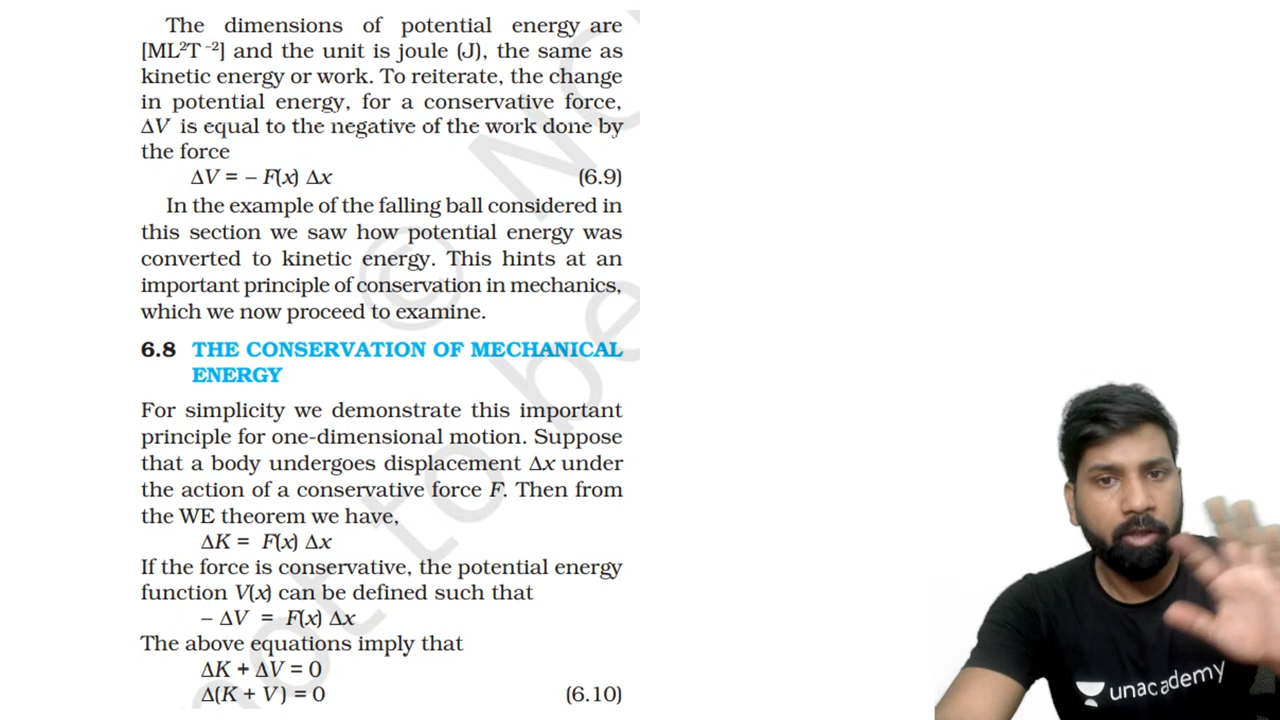 The dimensions of potential energy are
[ML²T⁻²] and the unit is joule (J), the same as
kinetic energy or work. To reiterate, the change
in potential energy, for a conservative force,
ΔV is equal to the negative of the work done by
the force
ΔV = – F(x) Δx (6.9)
In the example of the falling ball considered in
this section we saw how potential energy was
converted to kinetic energy. This hints at an
important principle of conservation in mechanics,
which we now proceed to examine.
6.8 THE CONSERVATION OF MECHANICAL
ENERGY
For simplicity we demonstrate this important
principle for one-dimensional motion. Suppose
that a body undergoes displacement Δx under
the action of a conservative force F. Then from
the WE theorem we have,
ΔK = F(x) Δx
If the force is conservative, the potential energy
function V(x) can be defined such that
– ΔV = F(x) Δx
The above equations imply that
ΔK + ΔV = 0
Δ(K + V) = 0 (6.10)
not to be
©
unacademy